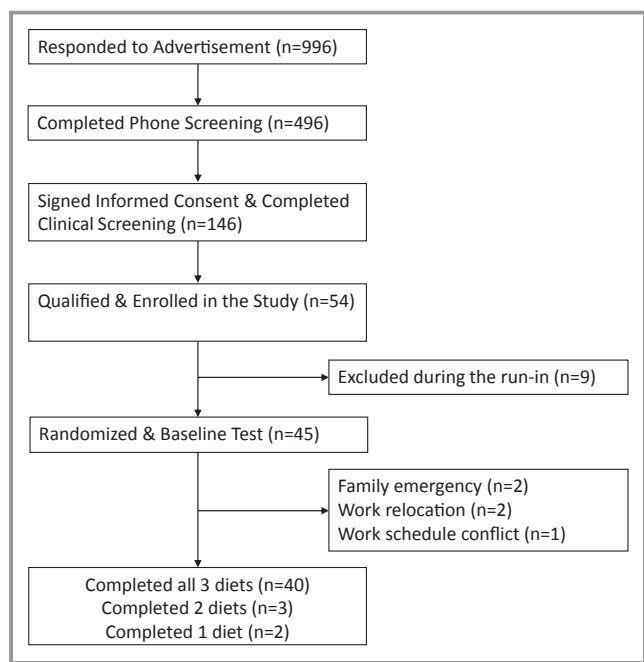 Responded to Advertisement (n=996)
Completed Phone Screening (n=496)
Signed Informed Consent & Completed
Clinical Screening (n=146)
Qualified & Enrolled in the Study (n=54)
Excluded during the run-in (n=9)
Randomized & Baseline Test (n=45)
Family emergency (n=2)
Work relocation (n=2)
Work schedule conflict (n=1)
Completed all 3 diets (n=40)
Completed 2 diets (n=3)
Completed 1 diet (n=2)